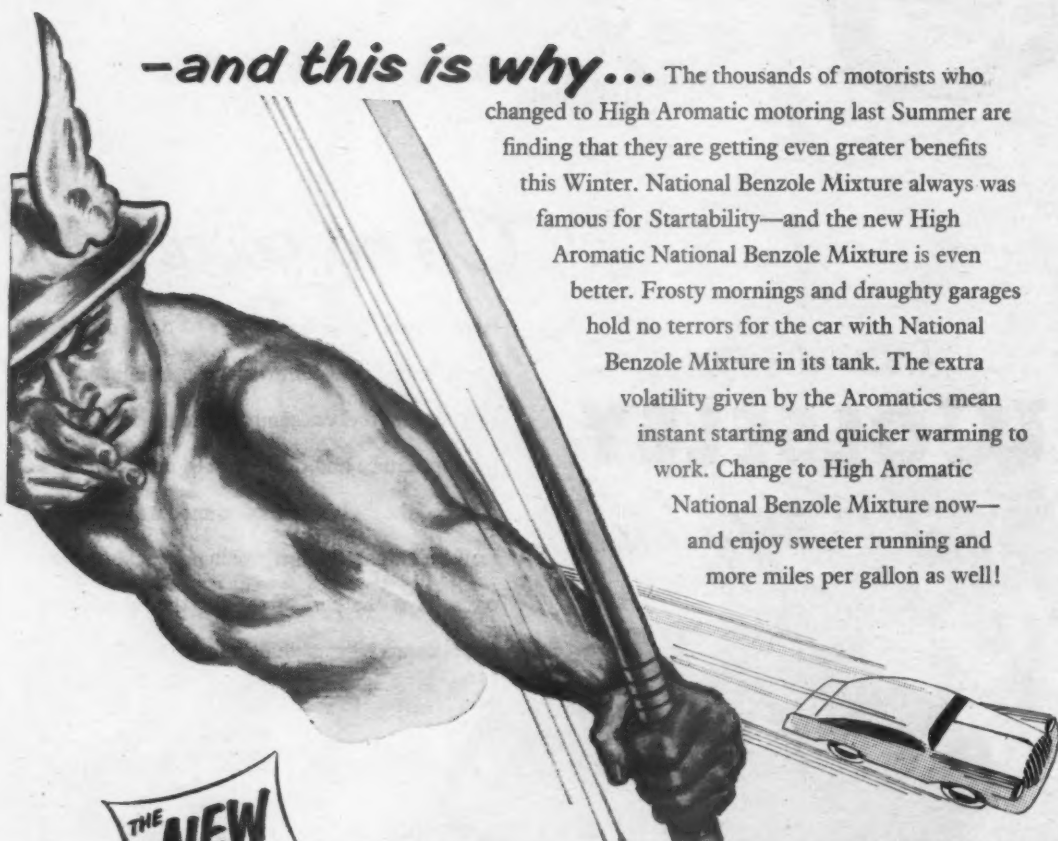 -and this is why... The thousands of motorists who
changed to High Aromatic motoring last Summer are
finding that they are getting even greater benefits
this Winter. National Benzole Mixture always was
famous for Startability—and the new High
Aromatic National Benzole Mixture is even
better. Frosty mornings and draughty garages
hold no terrors for the car with National
Benzole Mixture in its tank. The extra
volatility given by the Aromatics mean
instant starting and quicker warming to
work. Change to High Aromatic
National Benzole Mixture now—
and enjoy sweeter running and
more miles per gallon as well!
THE NEW